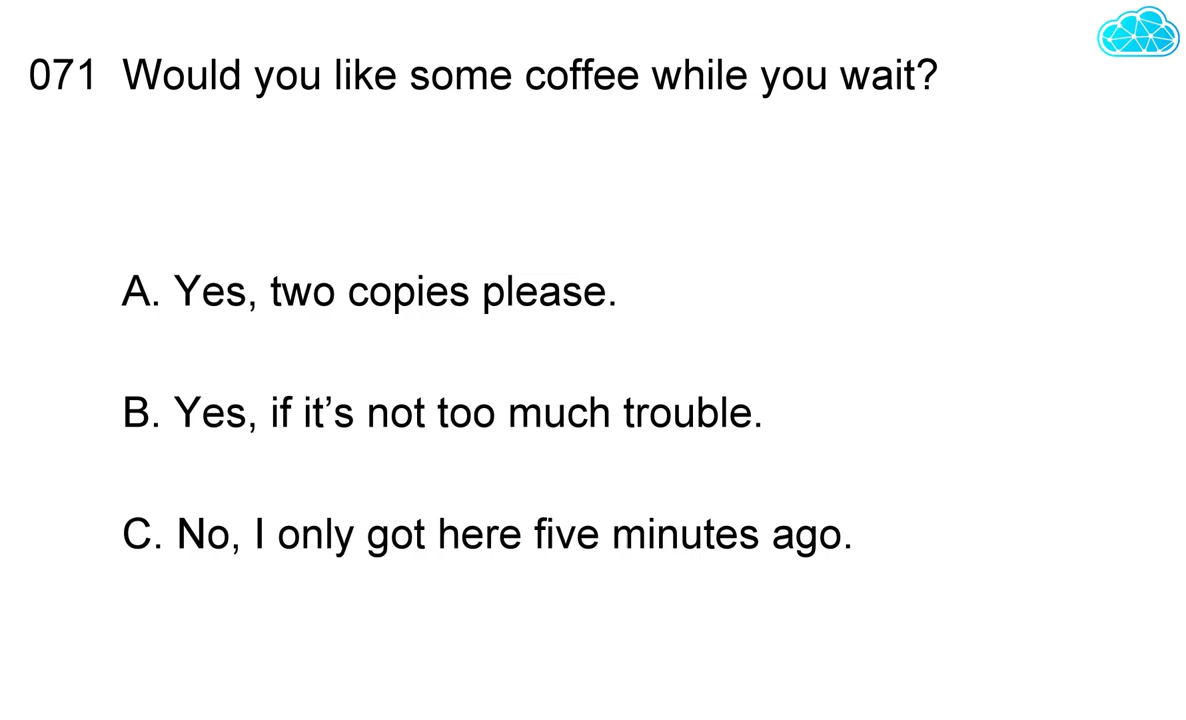 071 Would you like some coffee while you wait?
A. Yes, two copies please.
B. Yes, if it’s not too much trouble.
C. No, I only got here five minutes ago.